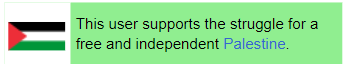 This user supports the struggle for a
free and independent Palestine.